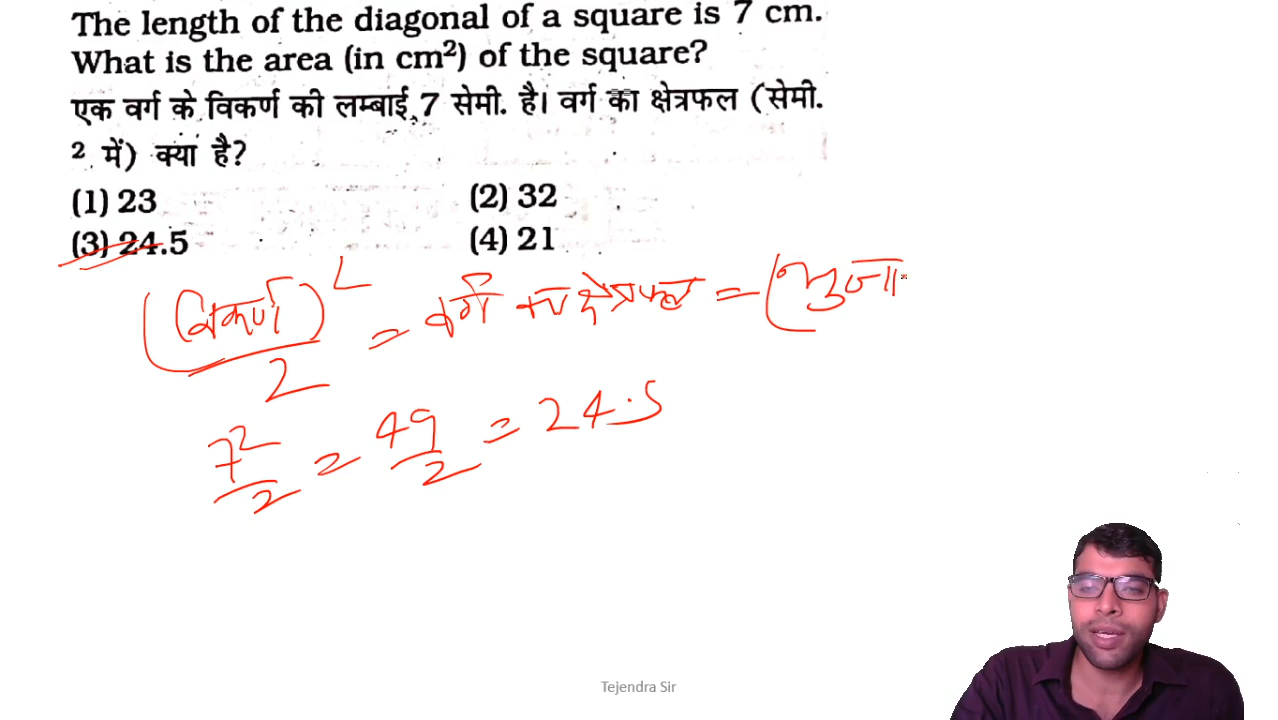 The length of the diagonal of a square is 7 cm.
What is the area (in cm²) of the square?
एक वर्ग के विकर्ण की लम्बाई 7 सेमी. है। वर्ग का क्षेत्रफल (सेमी.
2 में) क्या है?
(1) 23 (2) 32
(3) 24.5 (4) 21
(विकर्ण)² / 2 = वर्ग का क्षेत्रफल = (भुजा
7²/2 = 49/2 = 24.5
Tejendra Sir